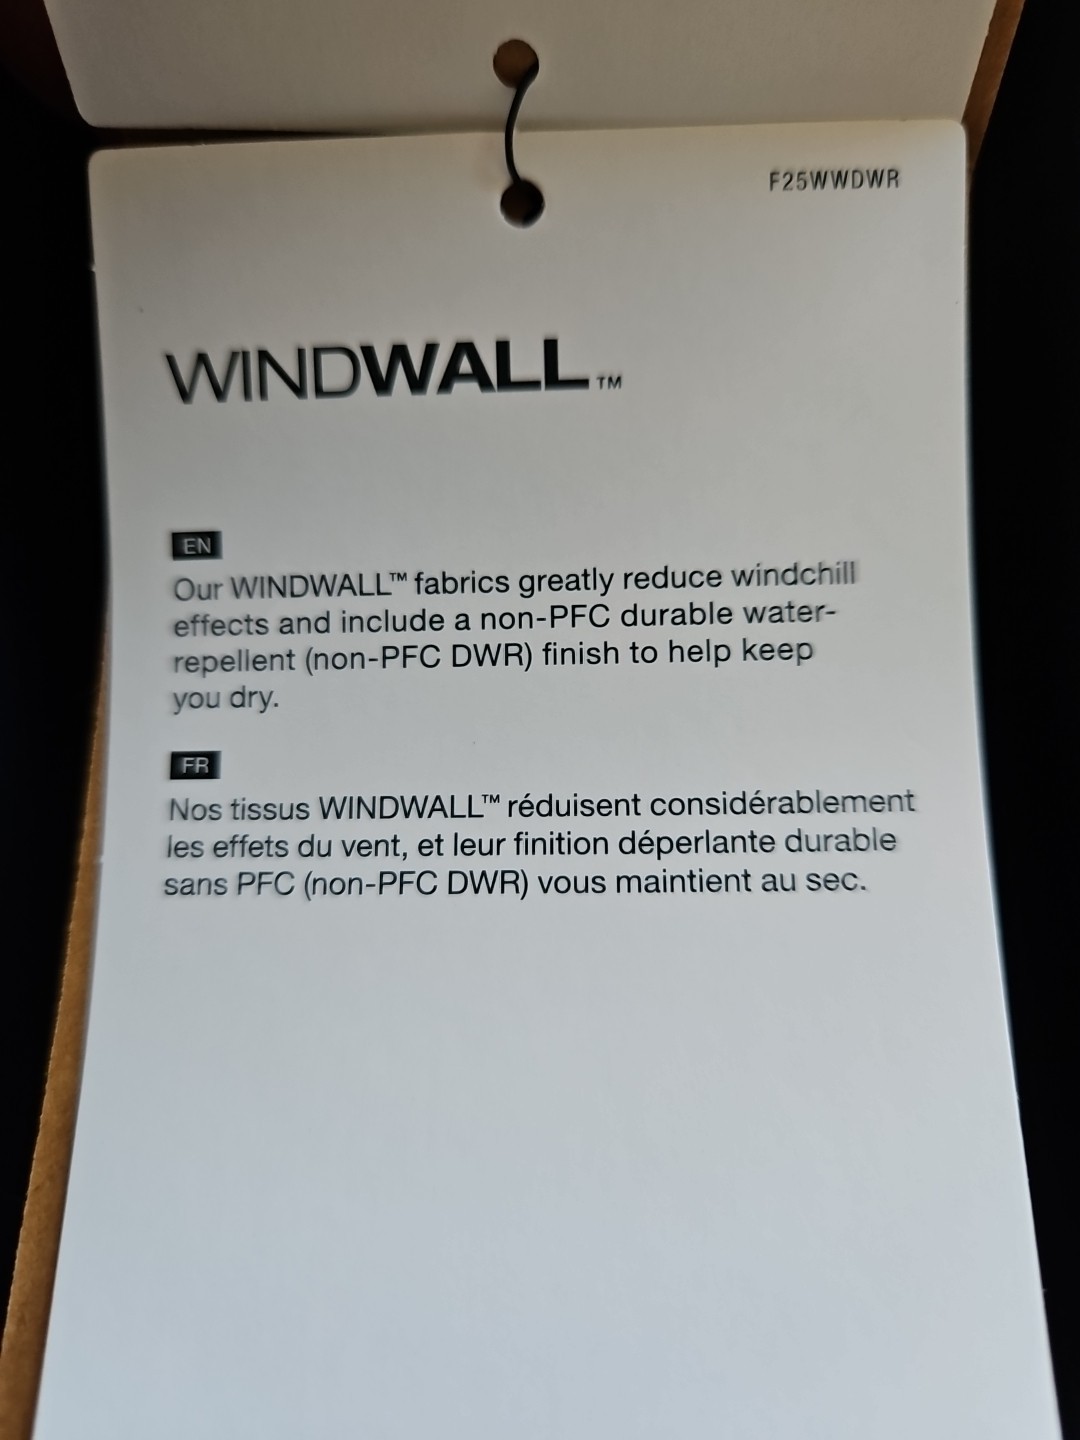 F25WWDWR
WINDWALL™
EN
Our WINDWALL™ fabrics greatly reduce windchill
effects and include a non-PFC durable water-
repellent (non-PFC DWR) finish to help keep
you dry.
FR
Nos tissus WINDWALL™ réduisent considérablement
les effets du vent, et leur finition déperlante durable
sans PFC (non-PFC DWR) vous maintient au sec.